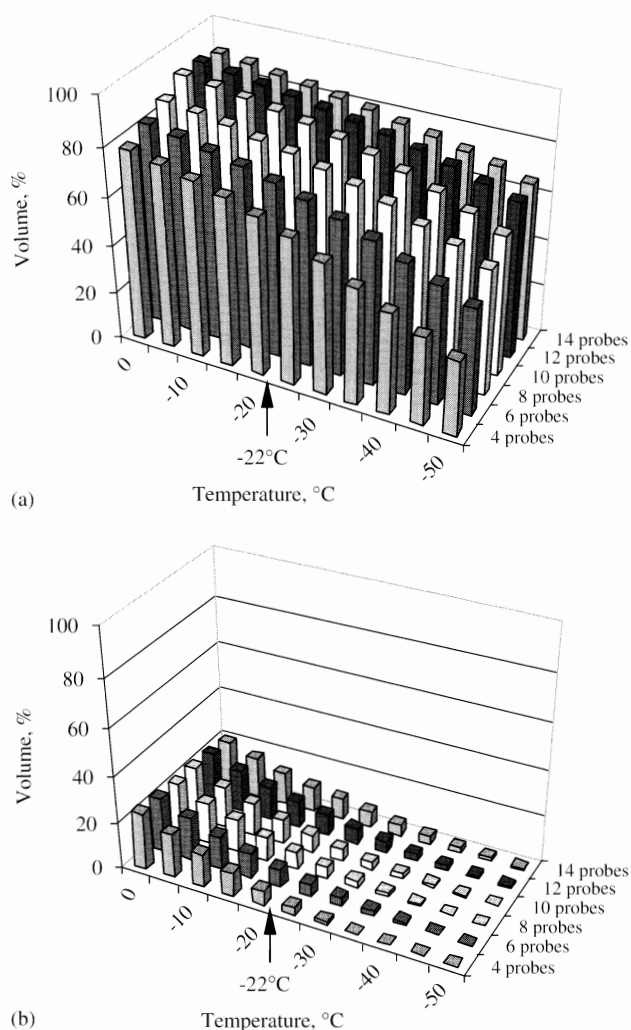 Volume, %
100
80
60
40
20
0
0
-10
-20
-30
-40
-50
14 probes
12 probes
10 probes
8 probes
6 probes
4 probes
-22°C
Temperature, °C
(a)
Volume, %
100
80
60
40
20
0
0
-10
-20
-30
-40
-50
14 probes
12 probes
10 probes
8 probes
6 probes
4 probes
-22°C
Temperature, °C
(b)